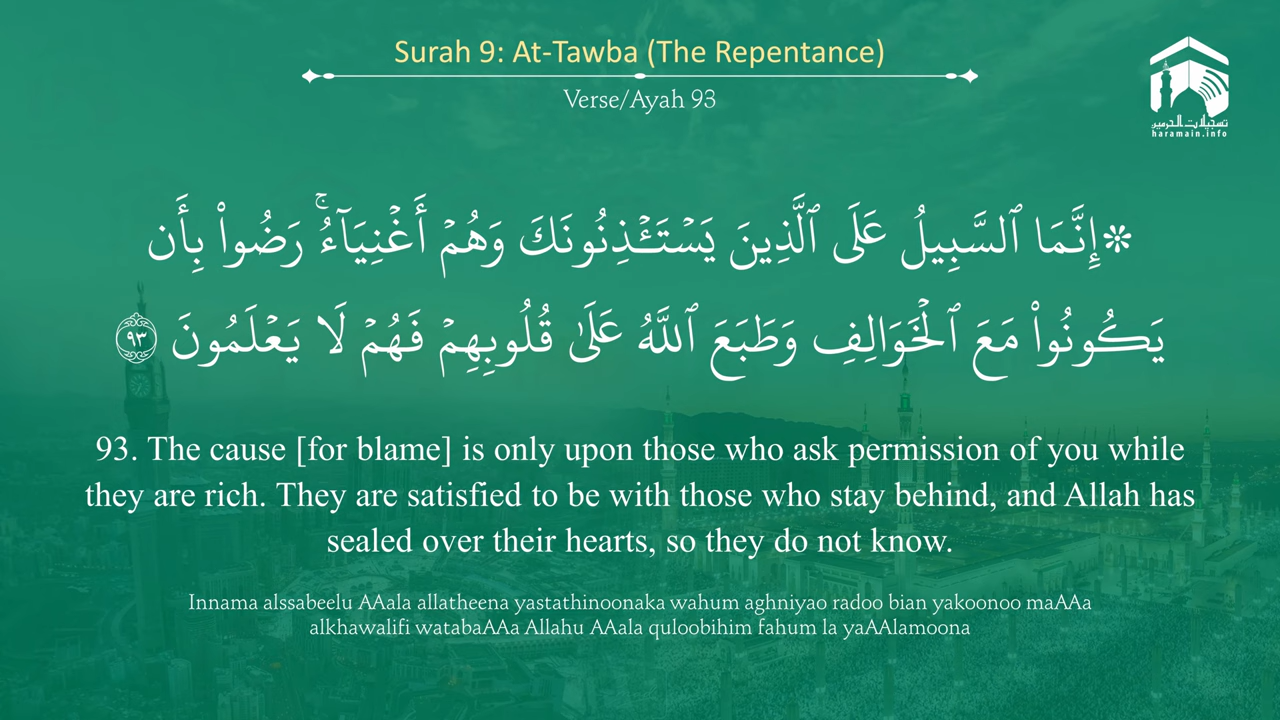 Surah 9: At-Tawba (The Repentance)
Verse/Ayah 93
تسجيلات الحرمين
haramain.info
۞إِنَّمَا ٱلسَّبِيلُ عَلَى ٱلَّذِينَ يَسۡتَـٔۡذِنُونَكَ وَهُمۡ أَغۡنِيَآءُۚ رَضُواْ بِأَن
يَكُونُواْ مَعَ ٱلۡخَوَالِفِ وَطَبَعَ ٱللَّهُ عَلَىٰ قُلُوبِهِمۡ فَهُمۡ لَا يَعۡلَمُونَ ٩٣
93. The cause [for blame] is only upon those who ask permission of you while
they are rich. They are satisfied to be with those who stay behind, and Allah has
sealed over their hearts, so they do not know.
Innama alssabeelu AAala allatheena yastathinoonaka wahum aghniyao radoo bian yakoonoo maAAa
alkhawalifi watabaAAa Allahu AAala quloobihim fahum la yaAAlamoona